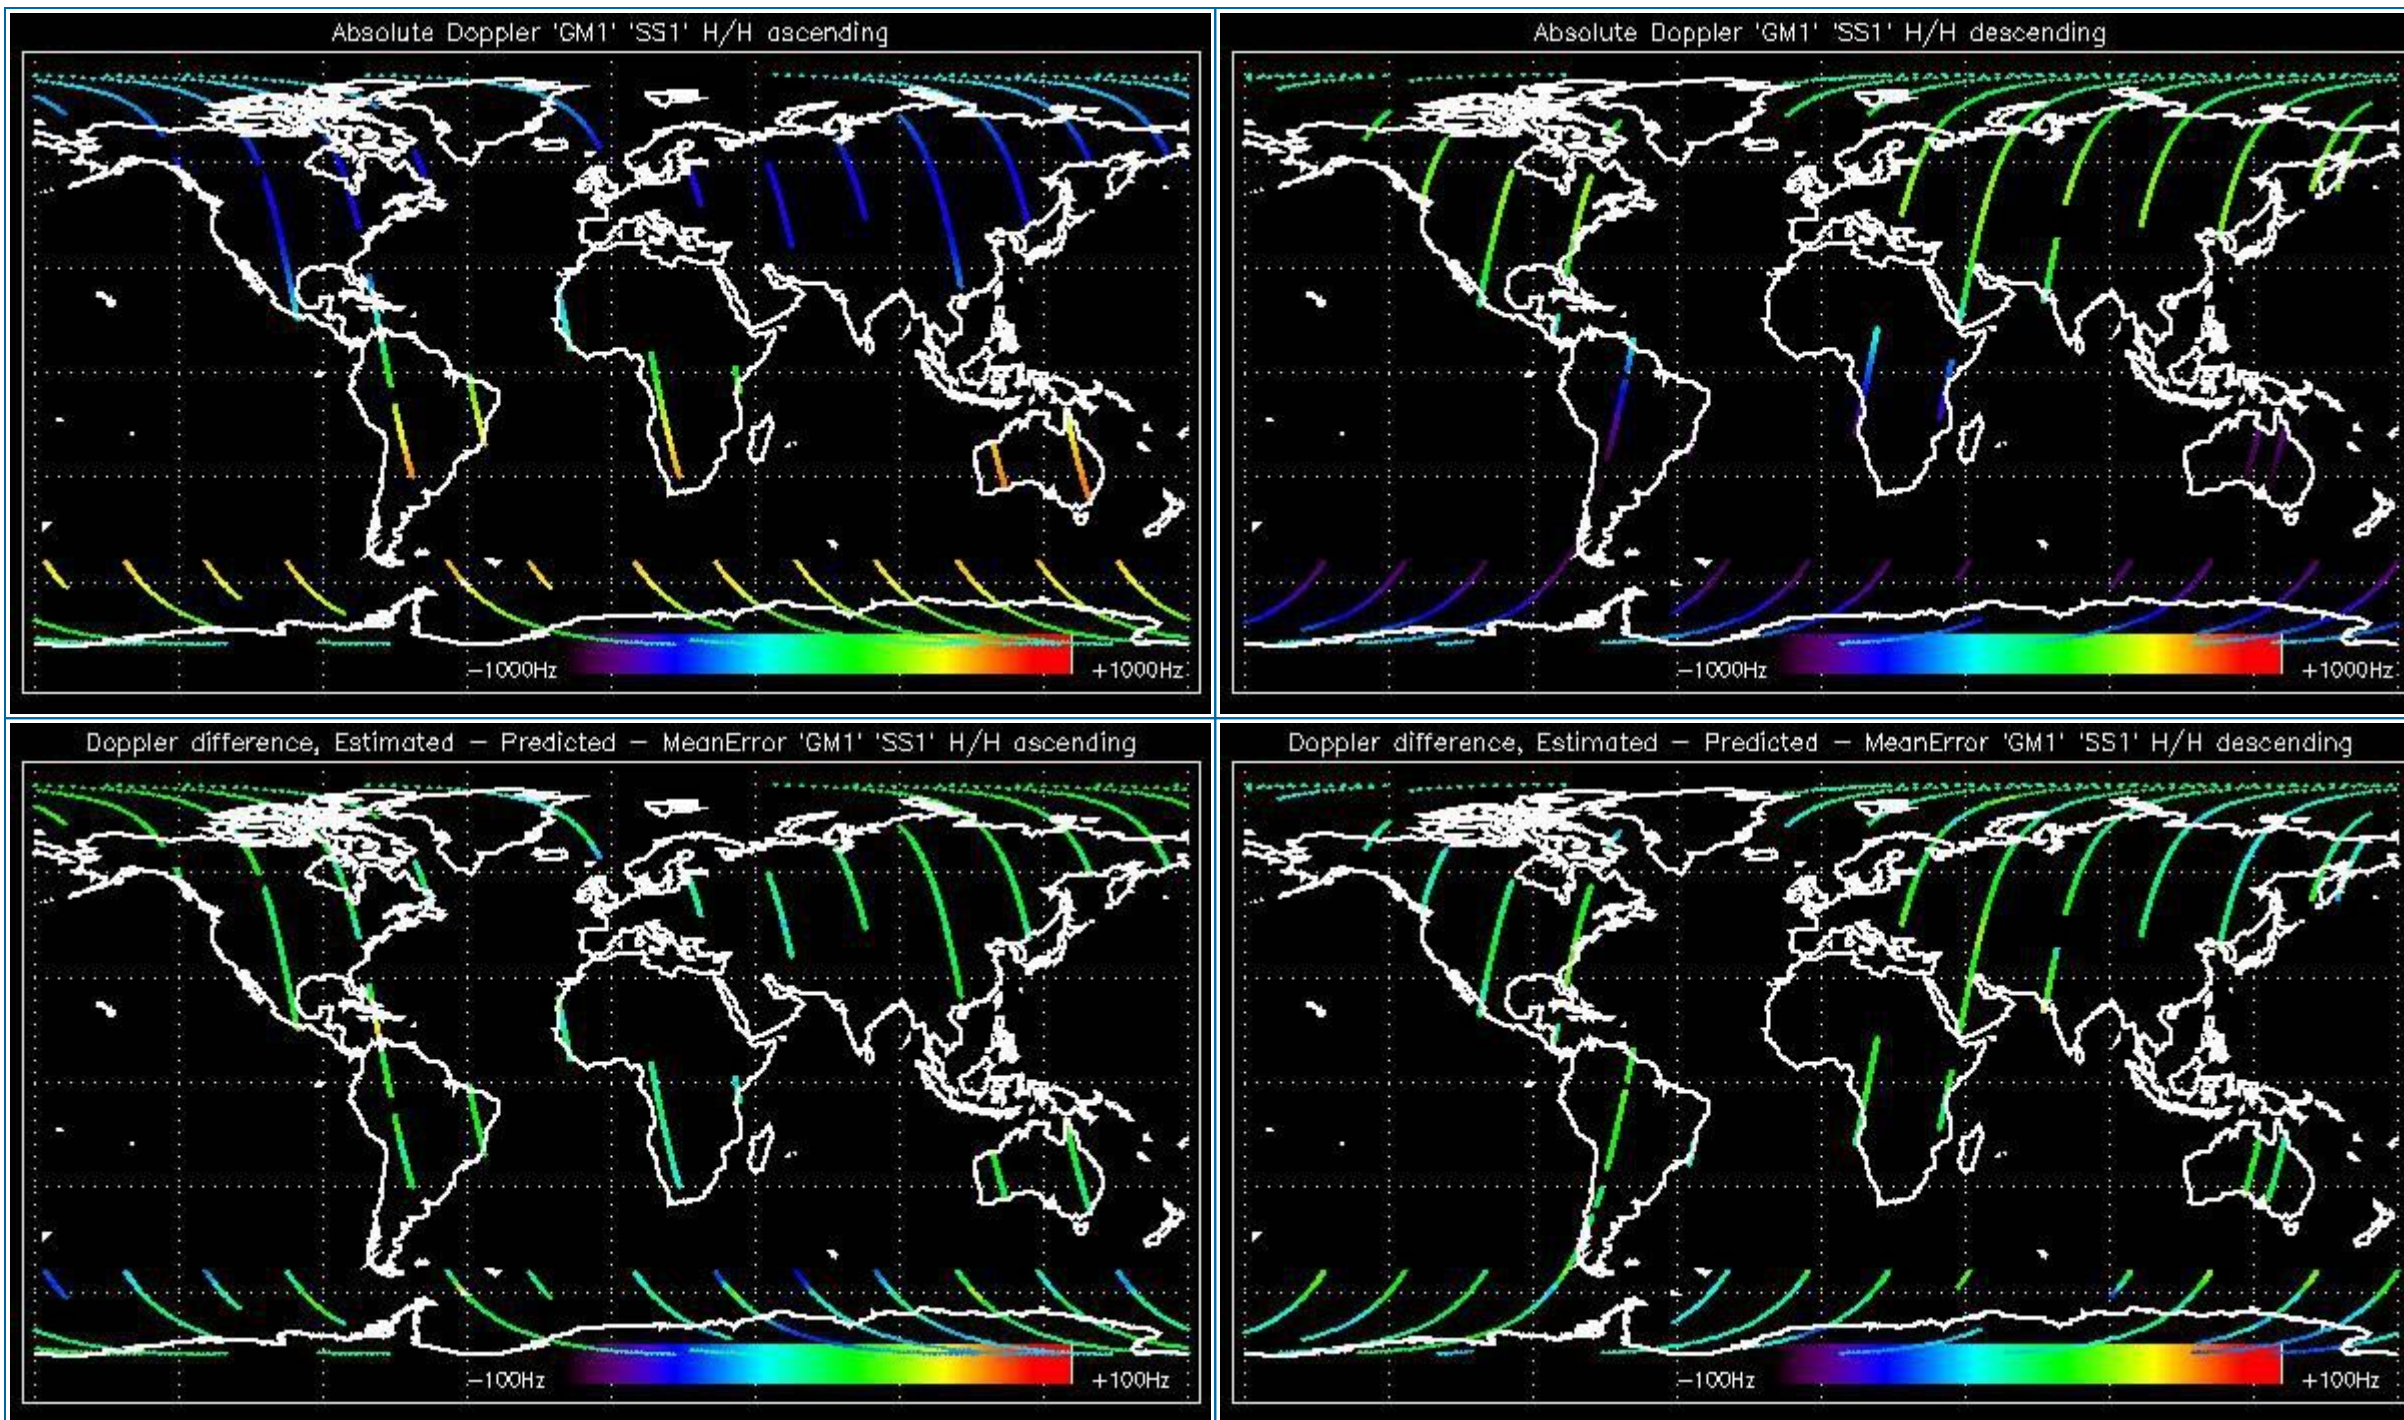 Absolute Doppler 'GM1' 'SS1' H/H ascending
-1000Hz
+1000Hz
Absolute Doppler 'GM1' 'SS1' H/H descending
-1000Hz
+1000Hz
Doppler difference, Estimated - Predicted - MeanError 'GM1' 'SS1' H/H ascending
-100Hz
+100Hz
Doppler difference, Estimated - Predicted - MeanError 'GM1' 'SS1' H/H descending
-100Hz
+100Hz